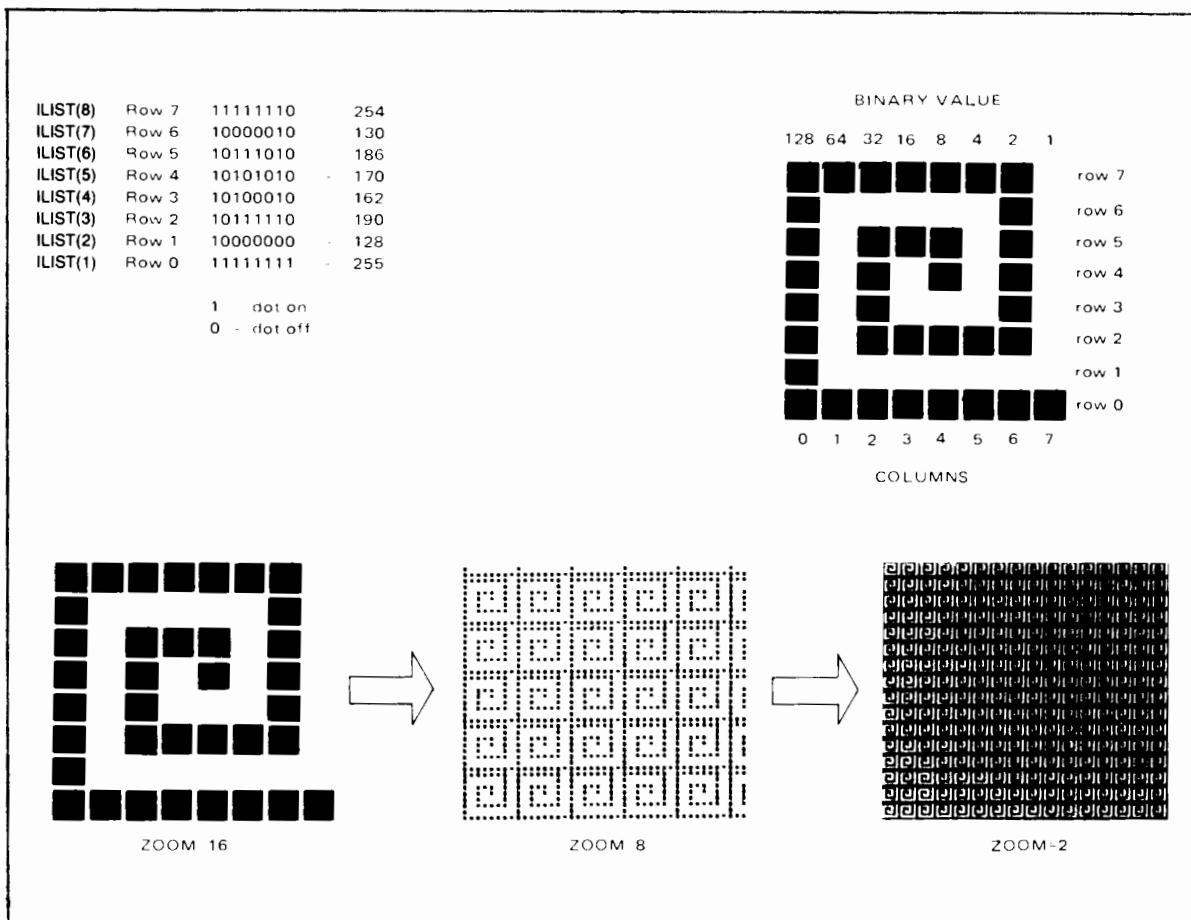 ILIST(8) Row 7 11111110 254
ILIST(7) Row 6 10000010 130
ILIST(6) Row 5 10111010 186
ILIST(5) Row 4 10101010 - 170
ILIST(4) Row 3 10100010 162
ILIST(3) Row 2 10111110 190
ILIST(2) Row 1 10000000 - 128
ILIST(1) Row 0 11111111 - 255
1 dot on
0 - dot off
BINARY VALUE
128 64 32 16 8 4 2 1
row 7
row 6
row 5
row 4
row 3
row 2
row 1
row 0
0 1 2 3 4 5 6 7
COLUMNS
ZOOM 16
ZOOM 8
ZOOM=2